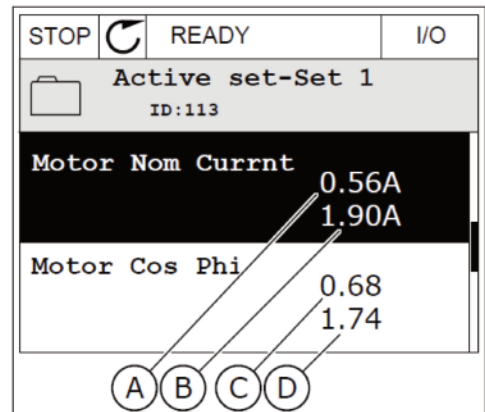 STOP READY I/O
Active set-Set 1
ID:113
Motor Nom Currnt
0.56A
1.90A
Motor Cos Phi
0.68
1.74
A B C D